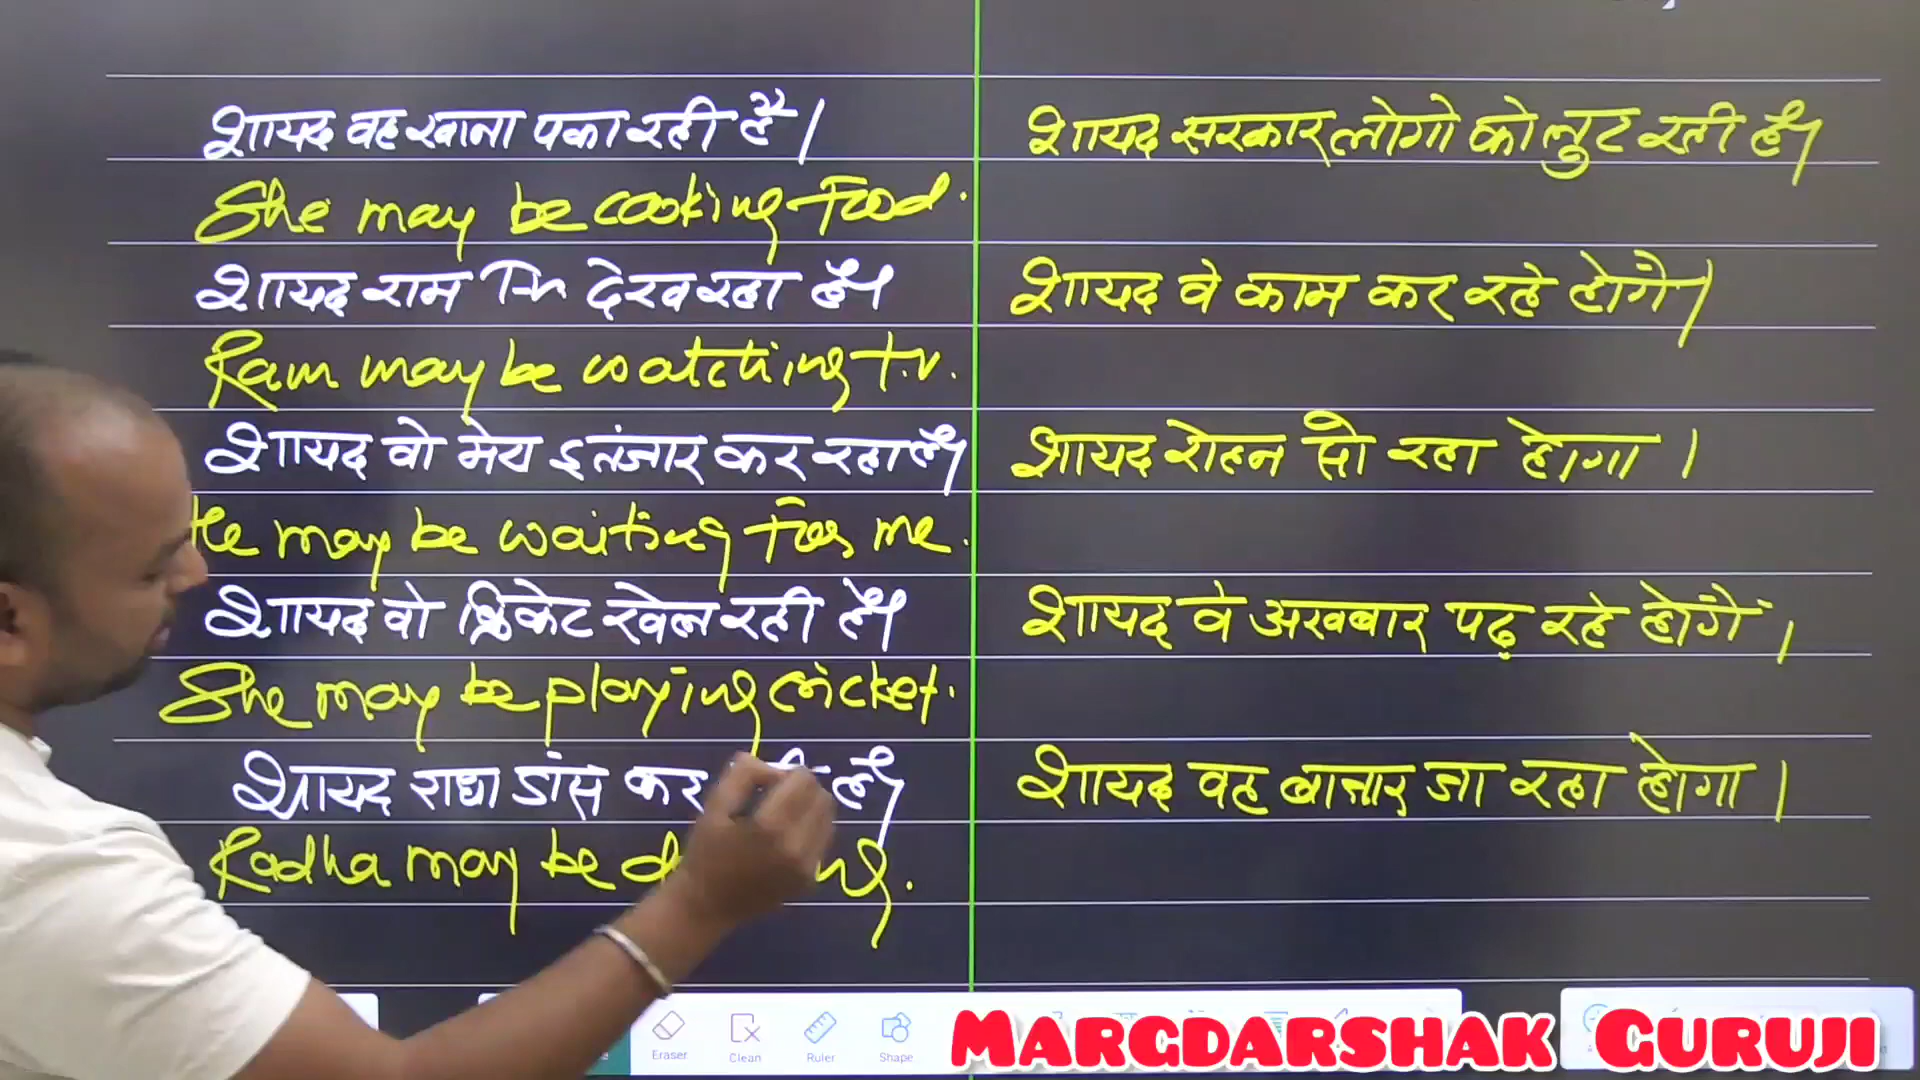 शायद वह खाना पका रही है।
She may be cooking food.
शायद राम T.V देख रहा है।
Ram may be watching t.v.
शायद वो मेरा इतंजार कर रहा है।
He may be waiting for me.
शायद वो क्रिकेट खेल रही है।
She may be playing cricket.
शायद राधा डांस कर है।
Radha may be
शायद सरकार लोगो को लुट रही है।
शायद वे काम कर रहे होगें।
शायद रोहन सो रहा होगा ।
शायद वे अखबार पढ़ रहे होगें ।
शायद वह बाजार जा रहा होगा ।
Eraser
Clean
Ruler
Shape
MARGDARSHAK GURUJI